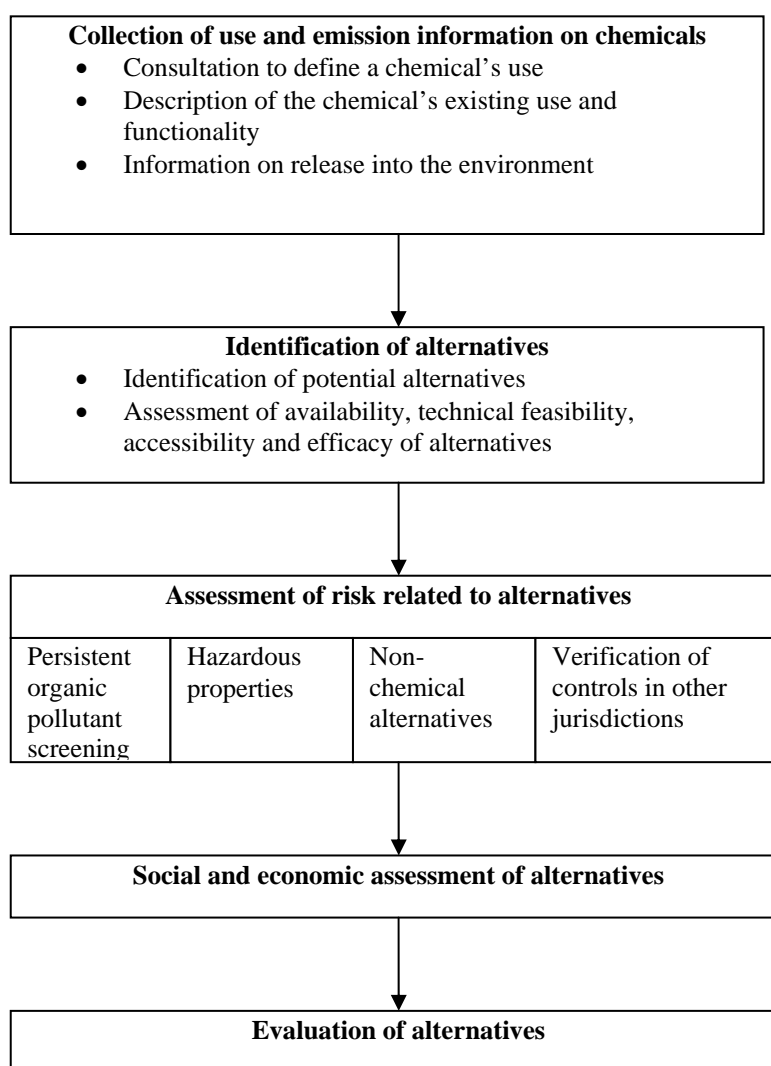 Collection of use and emission information on chemicals
• Consultation to define a chemical's use
• Description of the chemical's existing use and
functionality
• Information on release into the environment
Identification of alternatives
• Identification of potential alternatives
• Assessment of availability, technical feasibility,
accessibility and efficacy of alternatives
Assessment of risk related to alternatives
Persistent
organic
pollutant
screening
Hazardous
properties
Non-
chemical
alternatives
Verification of
controls in other
jurisdictions
Social and economic assessment of alternatives
Evaluation of alternatives